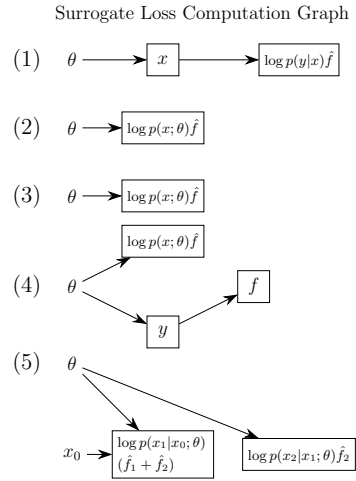 Surrogate Loss Computation Graph
(1) θ x log p(y|x)f̂
(2) θ log p(x; θ)f̂
(3) θ log p(x; θ)f̂
log p(x; θ)f̂
(4) θ f
y
(5) θ
x₀ log p(x₁|x₀; θ)
(f̂₁ + f̂₂)
log p(x₂|x₁; θ)f̂₂